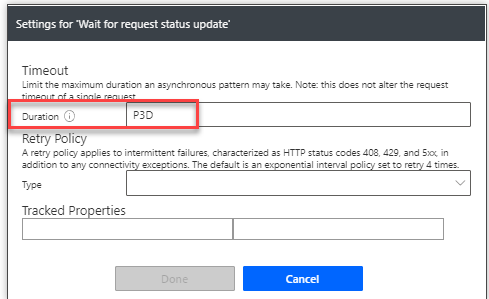 Settings for 'Wait for request status update'
Timeout
Limit the maximum duration an asynchronous pattern may take. Note: this does not alter the request
timeout of a single request.
Duration
P3D
Retry Policy
A retry policy applies to intermittent failures, characterized as HTTP status codes 408, 429, and 5xx, in
addition to any connectivity exceptions. The default is an exponential interval policy set to retry 4 times.
Type
Tracked Properties
Done
Cancel